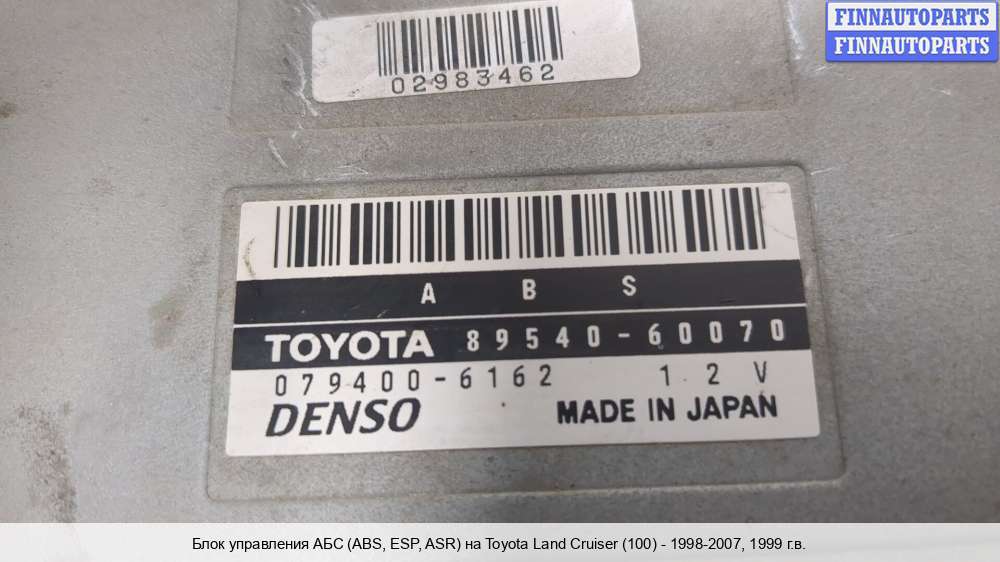 FINNAUTOPARTS
FINNAUTOPARTS
02983462
A B S
TOYOTA 89540-60070
079400-6162 12V
DENSO MADE IN JAPAN
Блок управления АБС (ABS, ESP, ASR) на Toyota Land Cruiser (100) - 1998-2007, 1999 г.в.